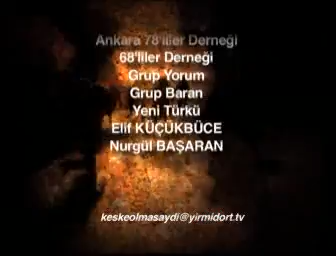 Ankara 78'liler Derneği
68'liler Derneği
Grup Yorum
Grup Baran
Yeni Türkü
Elif KÜÇÜKBÜCE
Nurgül BAŞARAN
keskeolmasaydi@yirmidort.tv